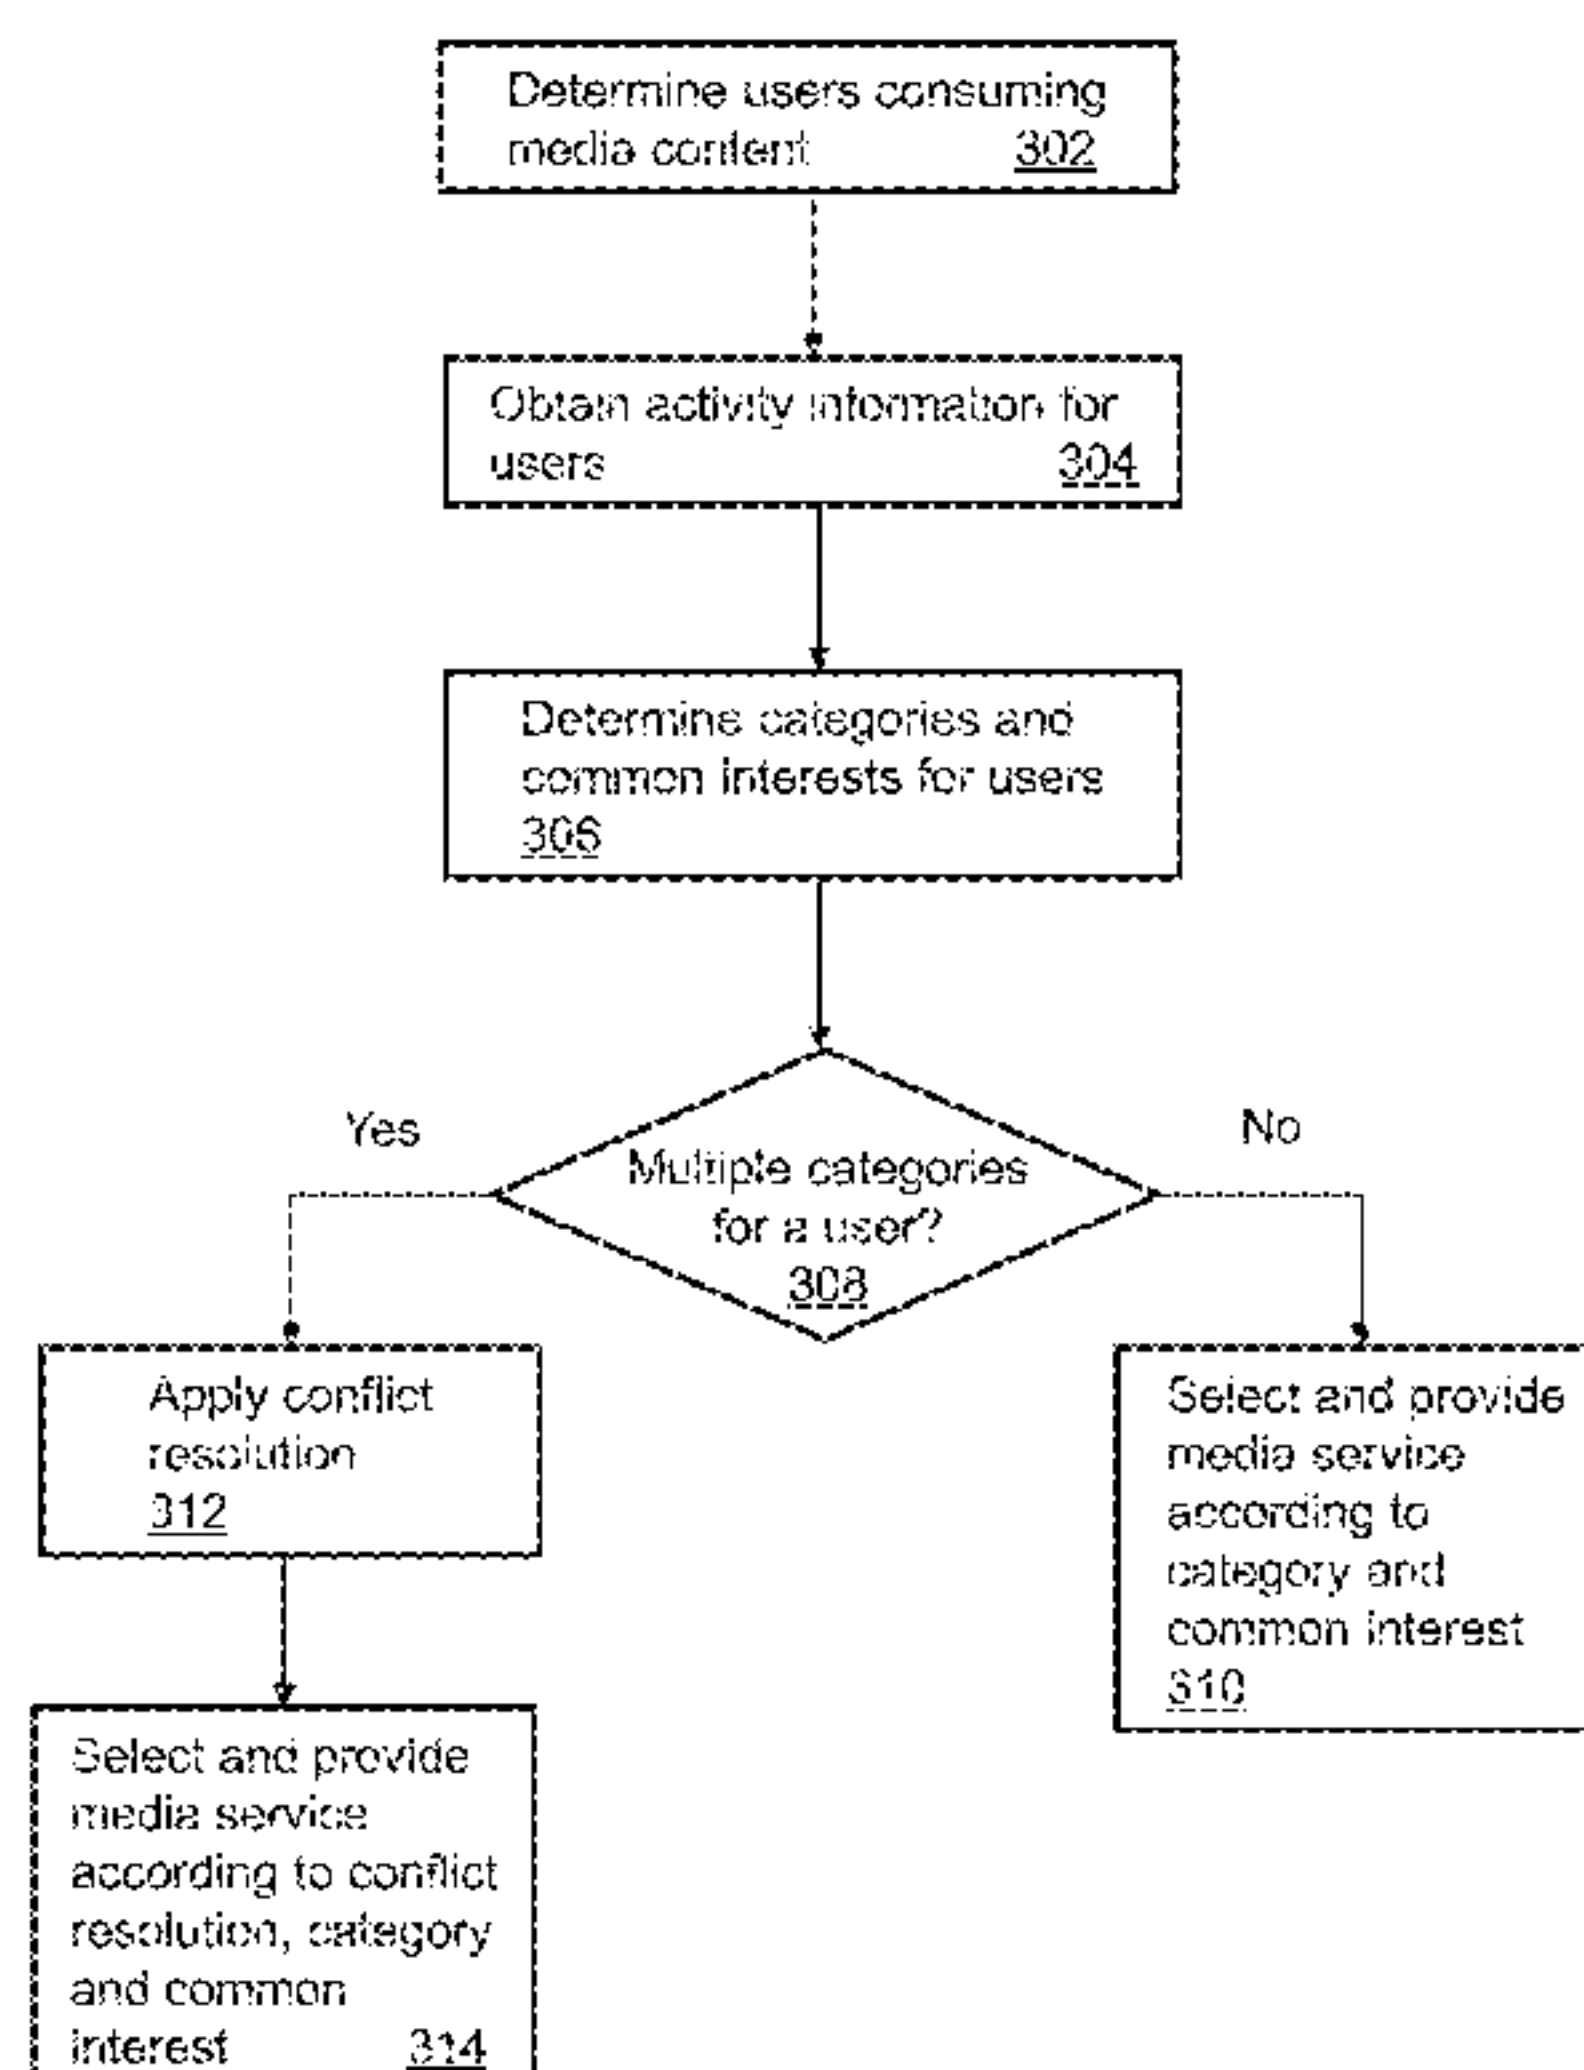 Determine users consuming
media content 302
Obtain activity information for
users 304
Determine categories and
common interests for users
306
Yes
No
Multiple categories
for a user?
308
Apply conflict
resolution
312
Select and provide
media service
according to
category and
common interest
310
Select and provide
media service
according to conflict
resolution, category
and common
interest 314